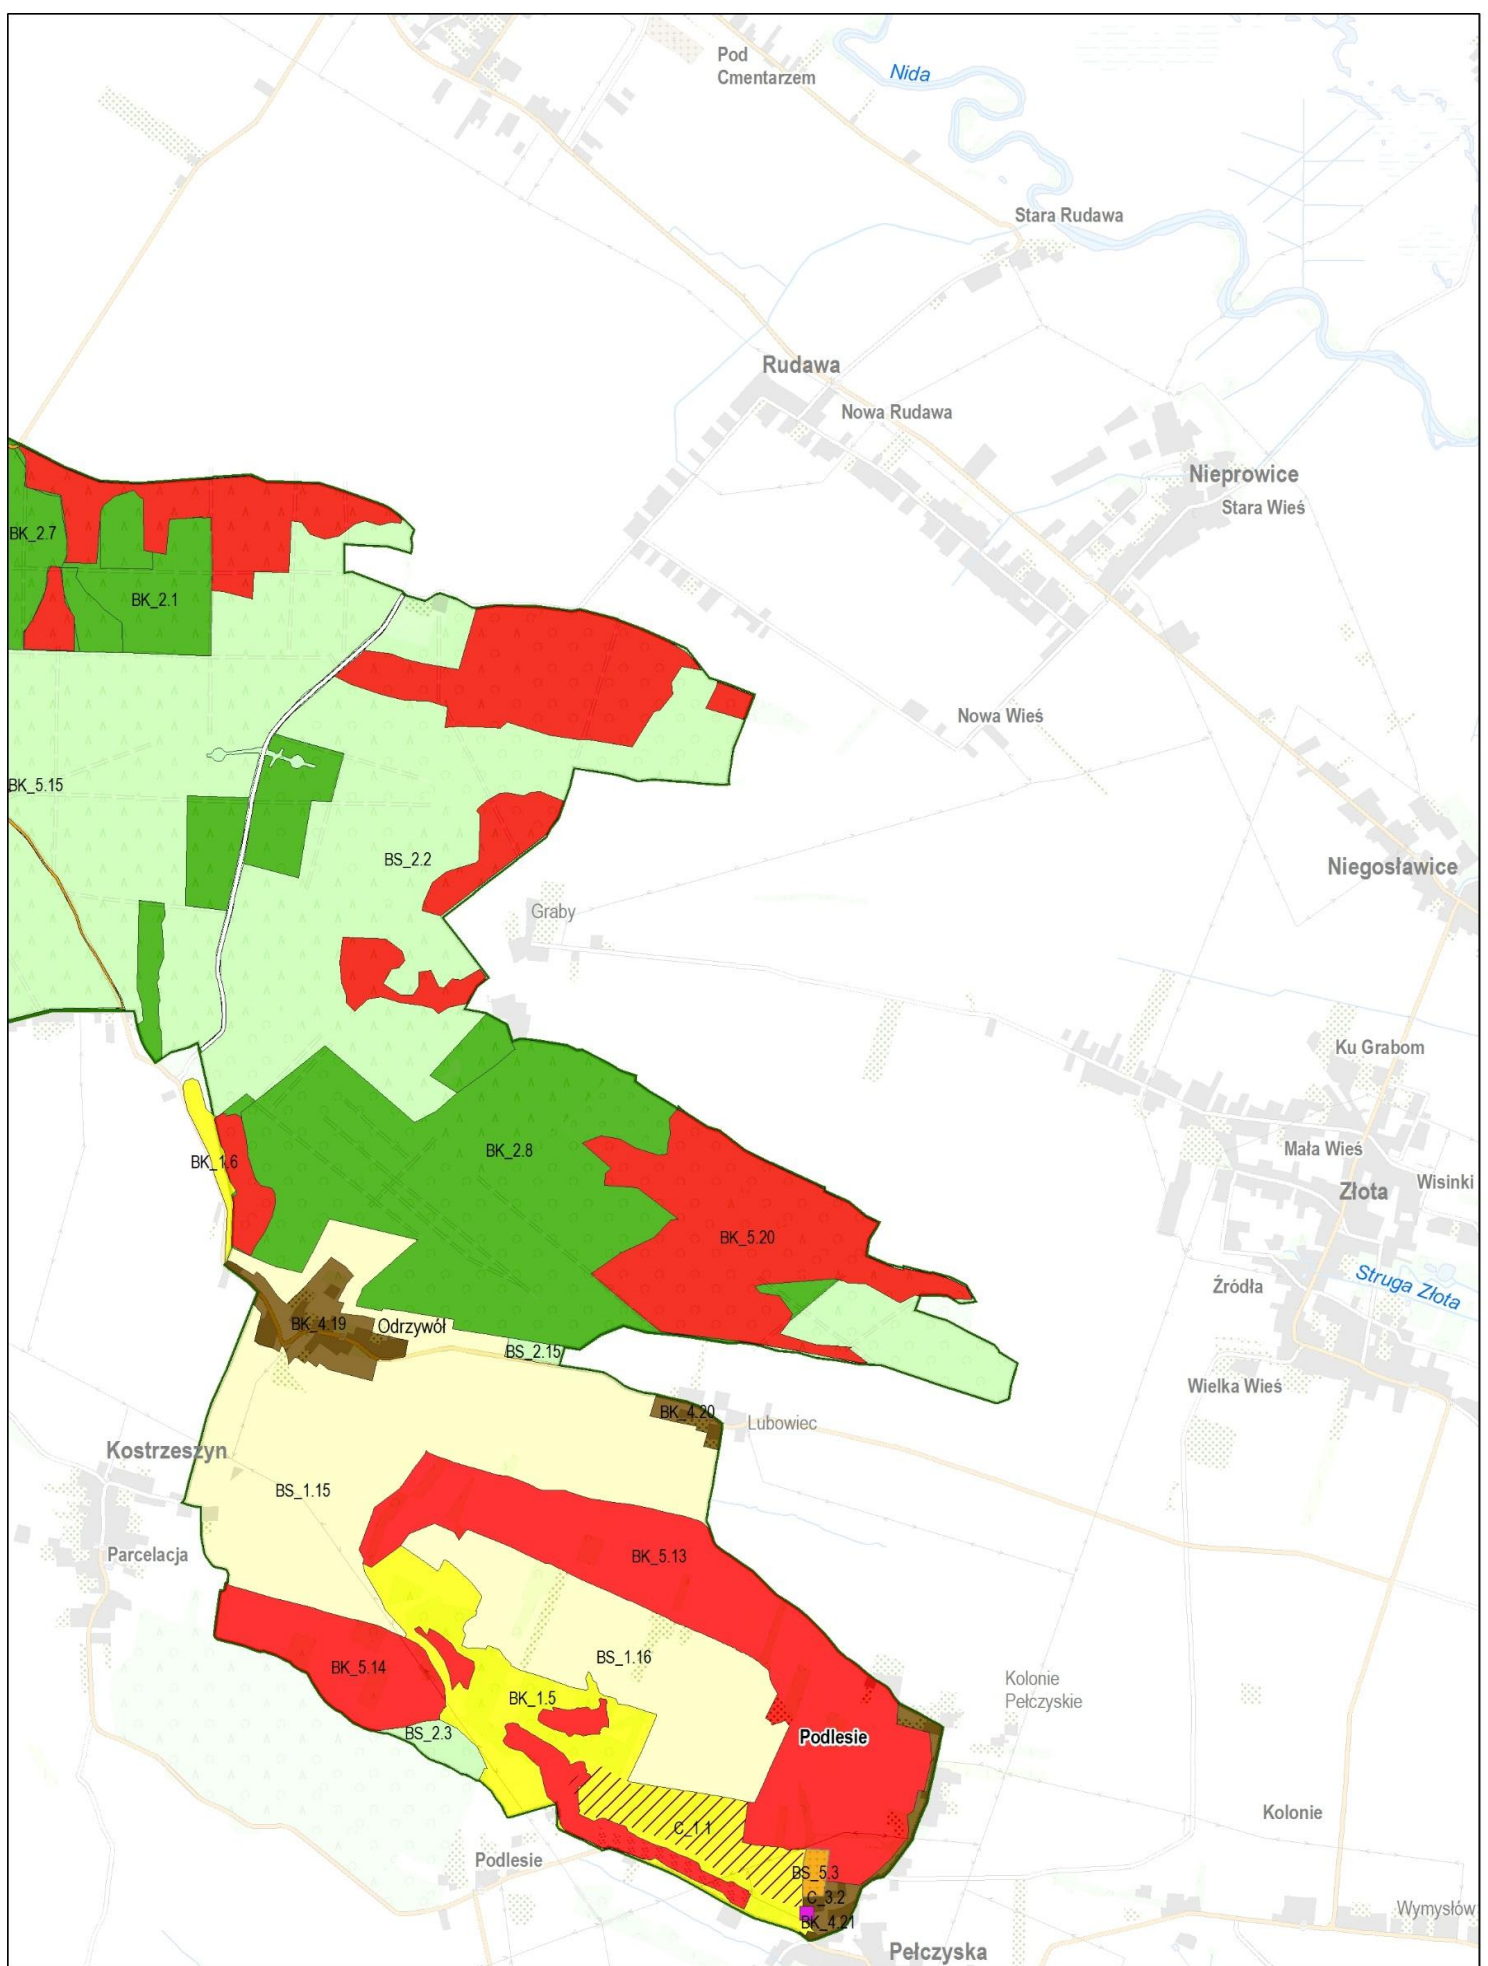 Pod
Cmentarzem
Nida
Stara Rudawa
Rudawa
Nowa Rudawa
Nieprowice
Stara Wieś
BK_2.7
BK_2.1
Nowa Wieś
BK_5.15
BS_2.2
Niegosławice
Graby
Ku Grabom
BK_2.8
Mała Wieś
BK_1.6
Złota
Wisinki
BK_5.20
Źródła
Struga Złota
BK_4.19
Odrzywół
BS_2.15
Wielka Wieś
BK_4.20
Lubowiec
Kostrzeszyn
BS_1.15
Parcelacja
BK_5.13
BS_1.16
BK_5.14
Kolonie
Pełczyskie
BK_1.5
BS_2.3
Podlesie
Kolonie
C_1.1
Podlesie
BS_5.3
C_3.2
Wymysłów
BK_4.21
Pełczyska